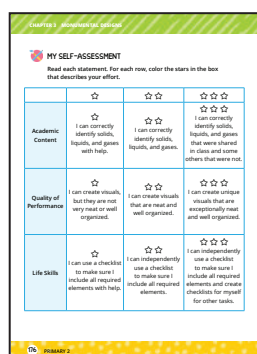 CHAPTER 3 MONUMENTAL DESIGNS
MY SELF-ASSESSMENT
Read each statement. For each row, color the stars in the box
that describes your effort.
Academic
Content
I can correctly
identify solids,
liquids, and gases
with help.
I can correctly
identify solids,
liquids, and gases.
I can correctly
identify solids,
liquids, and gases
that were shared
in class and some
others that were not.
Quality of
Performance
I can create visuals,
but they are not
very neat or well
organized.
I can create visuals
that are neat and
well organized.
I can create unique
visuals that are
exceptionally neat
and well organized.
Life Skills
I can use a checklist
to make sure I
include all required
elements with help.
I can independently
use a checklist
to make sure I
include all required
elements.
I can independently
use a checklist
to make sure I
include all required
elements and create
checklists for myself
for other tasks.
176 PRIMARY 2